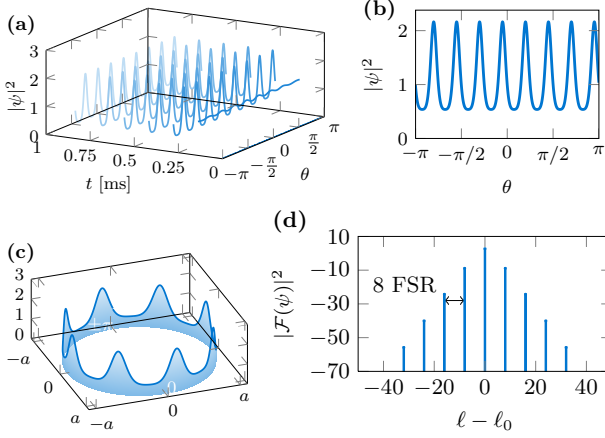 (a)
|ψ|²
3
2
1
0
1
0.75
0.5
0.25
0
t [ms]
−π
−π/2
0
π/2
π
θ
(b)
|ψ|²
2
1
0
−π
−π/2
0
π/2
π
θ
(c)
3
2
1
0
−a
0
a
−a
0
a
(d)
|F(ψ)|²
10
−10
−30
−50
−70
8 FSR
−40
−20
0
20
40
ℓ − ℓ₀